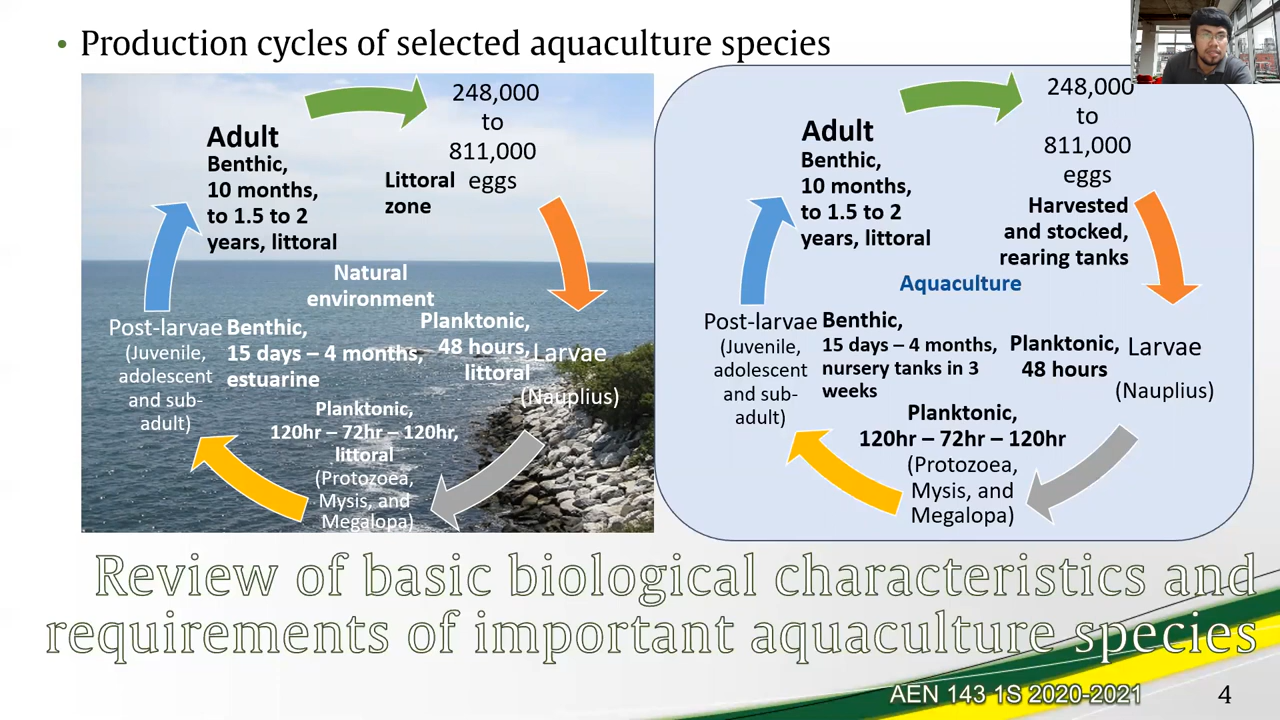 • Production cycles of selected aquaculture species
248,000
to
811,000
eggs
Adult
Benthic,
10 months,
to 1.5 to 2
years, littoral
Littoral
zone
Natural
environment
Planktonic,
48 hours,
littoral
Larvae
(Nauplius)
Post-larvae
(Juvenile,
adolescent
and sub-
adult)
Benthic,
15 days – 4 months,
estuarine
Planktonic,
120hr – 72hr – 120hr,
littoral
(Protozoea,
Mysis, and
Megalopa)
248,000
to
811,000
eggs
Adult
Benthic,
10 months,
to 1.5 to 2
years, littoral
Harvested
and stocked,
rearing tanks
Aquaculture
Planktonic,
48 hours
Larvae
(Nauplius)
Post-larvae
(Juvenile,
adolescent
and sub-
adult)
Benthic,
15 days – 4 months,
nursery tanks in 3
weeks
Planktonic,
120hr – 72hr – 120hr
(Protozoea,
Mysis, and
Megalopa)
Review of basic biological characteristics and
requirements of important aquaculture species
AEN 143 1S 2020-2021
4